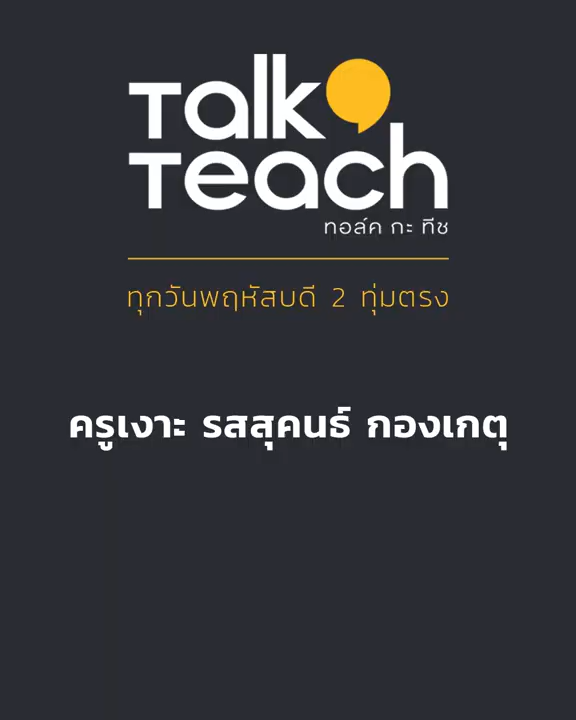 Talk
Teach
ทอล์ค กะ ทีช
ทุกวันพฤหัสบดี 2 ทุ่มตรง
ครูเงาะ รสสุคนธ์ กองเกตุ